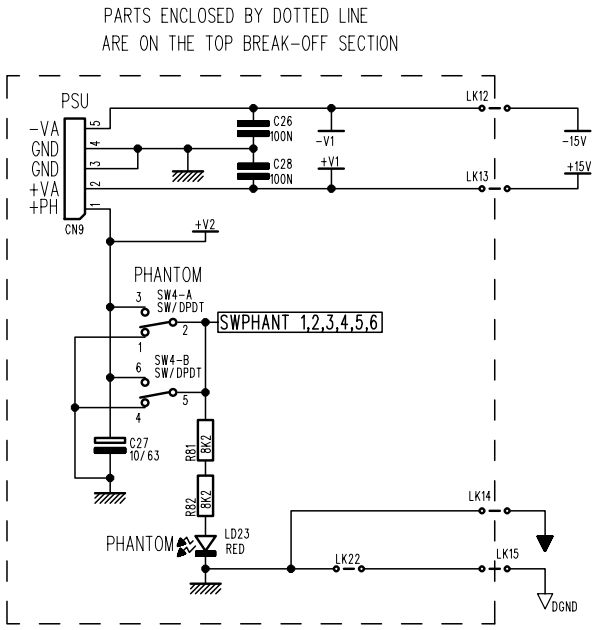 PARTS ENCLOSED BY DOTTED LINE
ARE ON THE TOP BREAK-OFF SECTION
PSU
LK12
-VA 5
C26
100N
-V1
-15V
GND 4
GND 3
C28
100N
+V1
+15V
+VA 2
LK13
+PH 1
CN9
+V2
PHANTOM
3 SW4-A
SW/DPDT
2
SWPHANT 1,2,3,4,5,6
1
6 SW4-B
SW/DPDT
5
4
C27
10/63
R81 8K2
R82 8K2
LK14
PHANTOM
LD23
RED
LK22
LK15
DGND